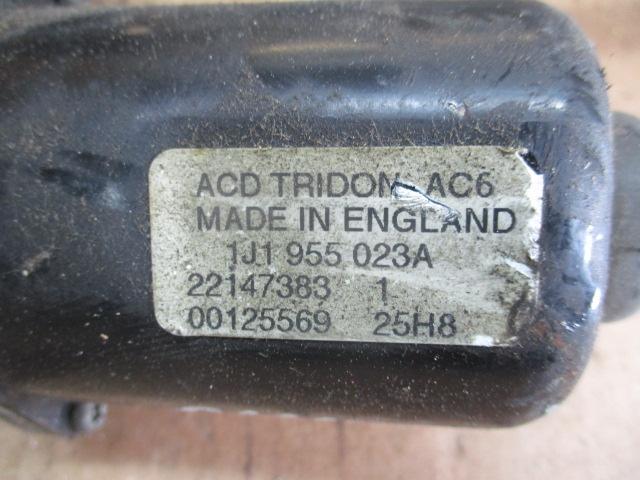 ACD TRIDON AC6
MADE IN ENGLAND
1J1 955 023A
22147383 1
00125569 25H8